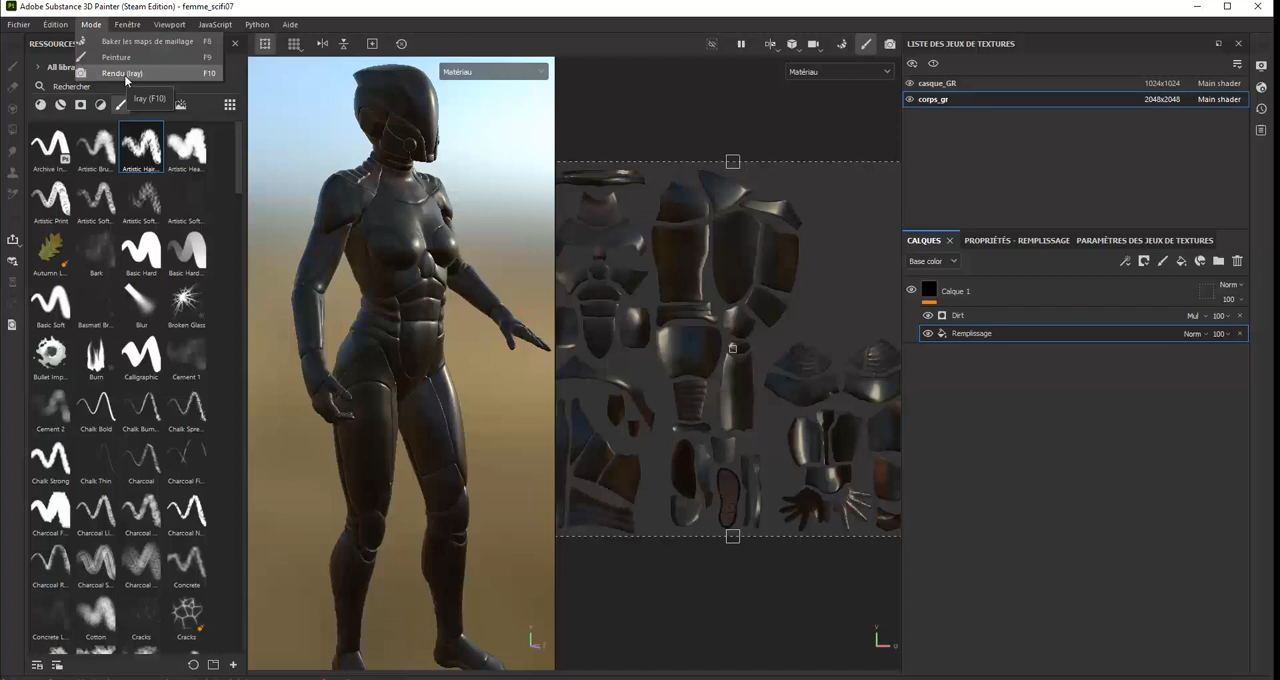 Adobe Substance 3D Painter (Steam Edition) - femme_scifi07
Fichier Édition Mode Fenêtre Viewport JavaScript Python Aide
Baker les maps de maillage F8
Peinture F9
Rendu (Iray) F10
Iray (F10)
All libra
Rechercher
Archive In... Artistic Bru... Artistic Hair... Artistic Hea...
Artistic Print Artistic Soft... Artistic Soft... Artistic Soft...
Autumn L... Bark Basic Hard Basic Hard...
Basic Soft Basmati Br... Blur Broken Glass
Bullet Imp... Burn Calligraphic Cement 1
Cement 2 Chalk Bold Chalk Bum... Chalk Spre...
Chalk Strong Chalk Thin Charcoal Charcoal Fi...
Charcoal F... Charcoal Li... Charcoal M... Charcoal N...
Charcoal R... Charcoal S... Charcoal ... Concrete
Concrete L... Cotton Cracks Cracks
Matériau
Matériau
LISTE DES JEUX DE TEXTURES
casque_GR 1024x1024 Main shader
corps_gr 2048x2048 Main shader
CALQUES PROPRIÉTÉS - REMPLISSAGE PARAMÈTRES DES JEUX DE TEXTURES
Base color
Calque 1 Norm 100
Dirt Mul 100
Remplissage Norm 100